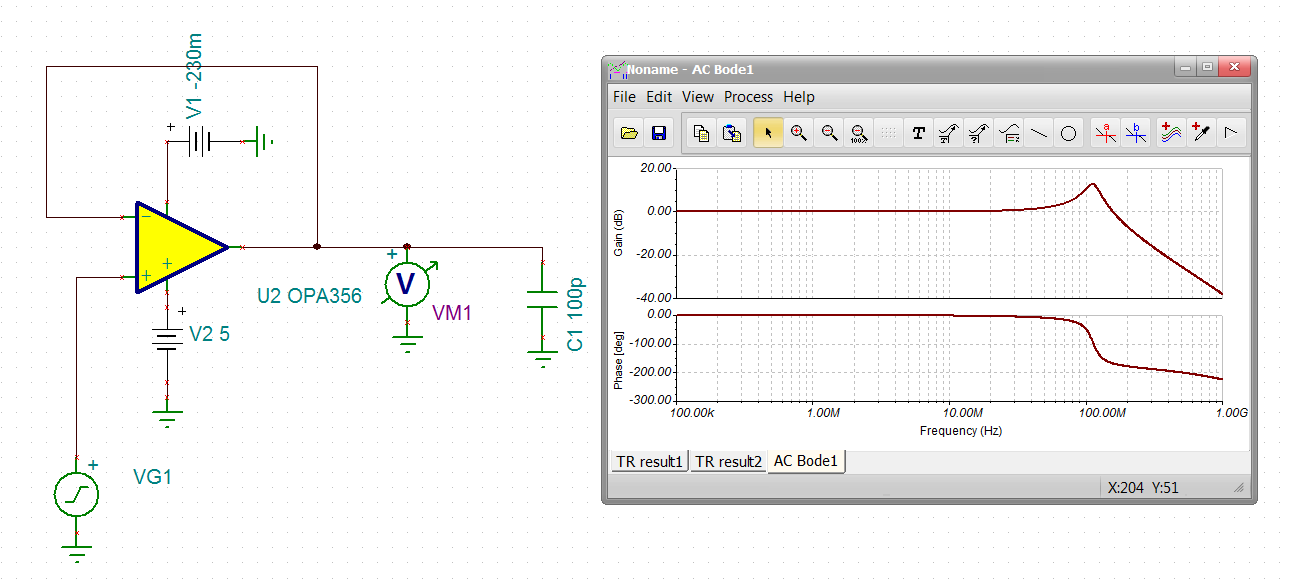 V1 -230m
+
−
+
+
U2 OPA356
+
V
VM1
C1 100p
+
V2 5
+
VG1
Noname - AC Bode1
File Edit View Process Help
T
100%
a
b
20.00
0.00
-20.00
-40.00
Gain (dB)
0.00
-100.00
-200.00
-300.00
Phase [deg]
100.00k 1.00M 10.00M 100.00M 1.00G
Frequency (Hz)
TR result1 TR result2 AC Bode1
X:204 Y:51